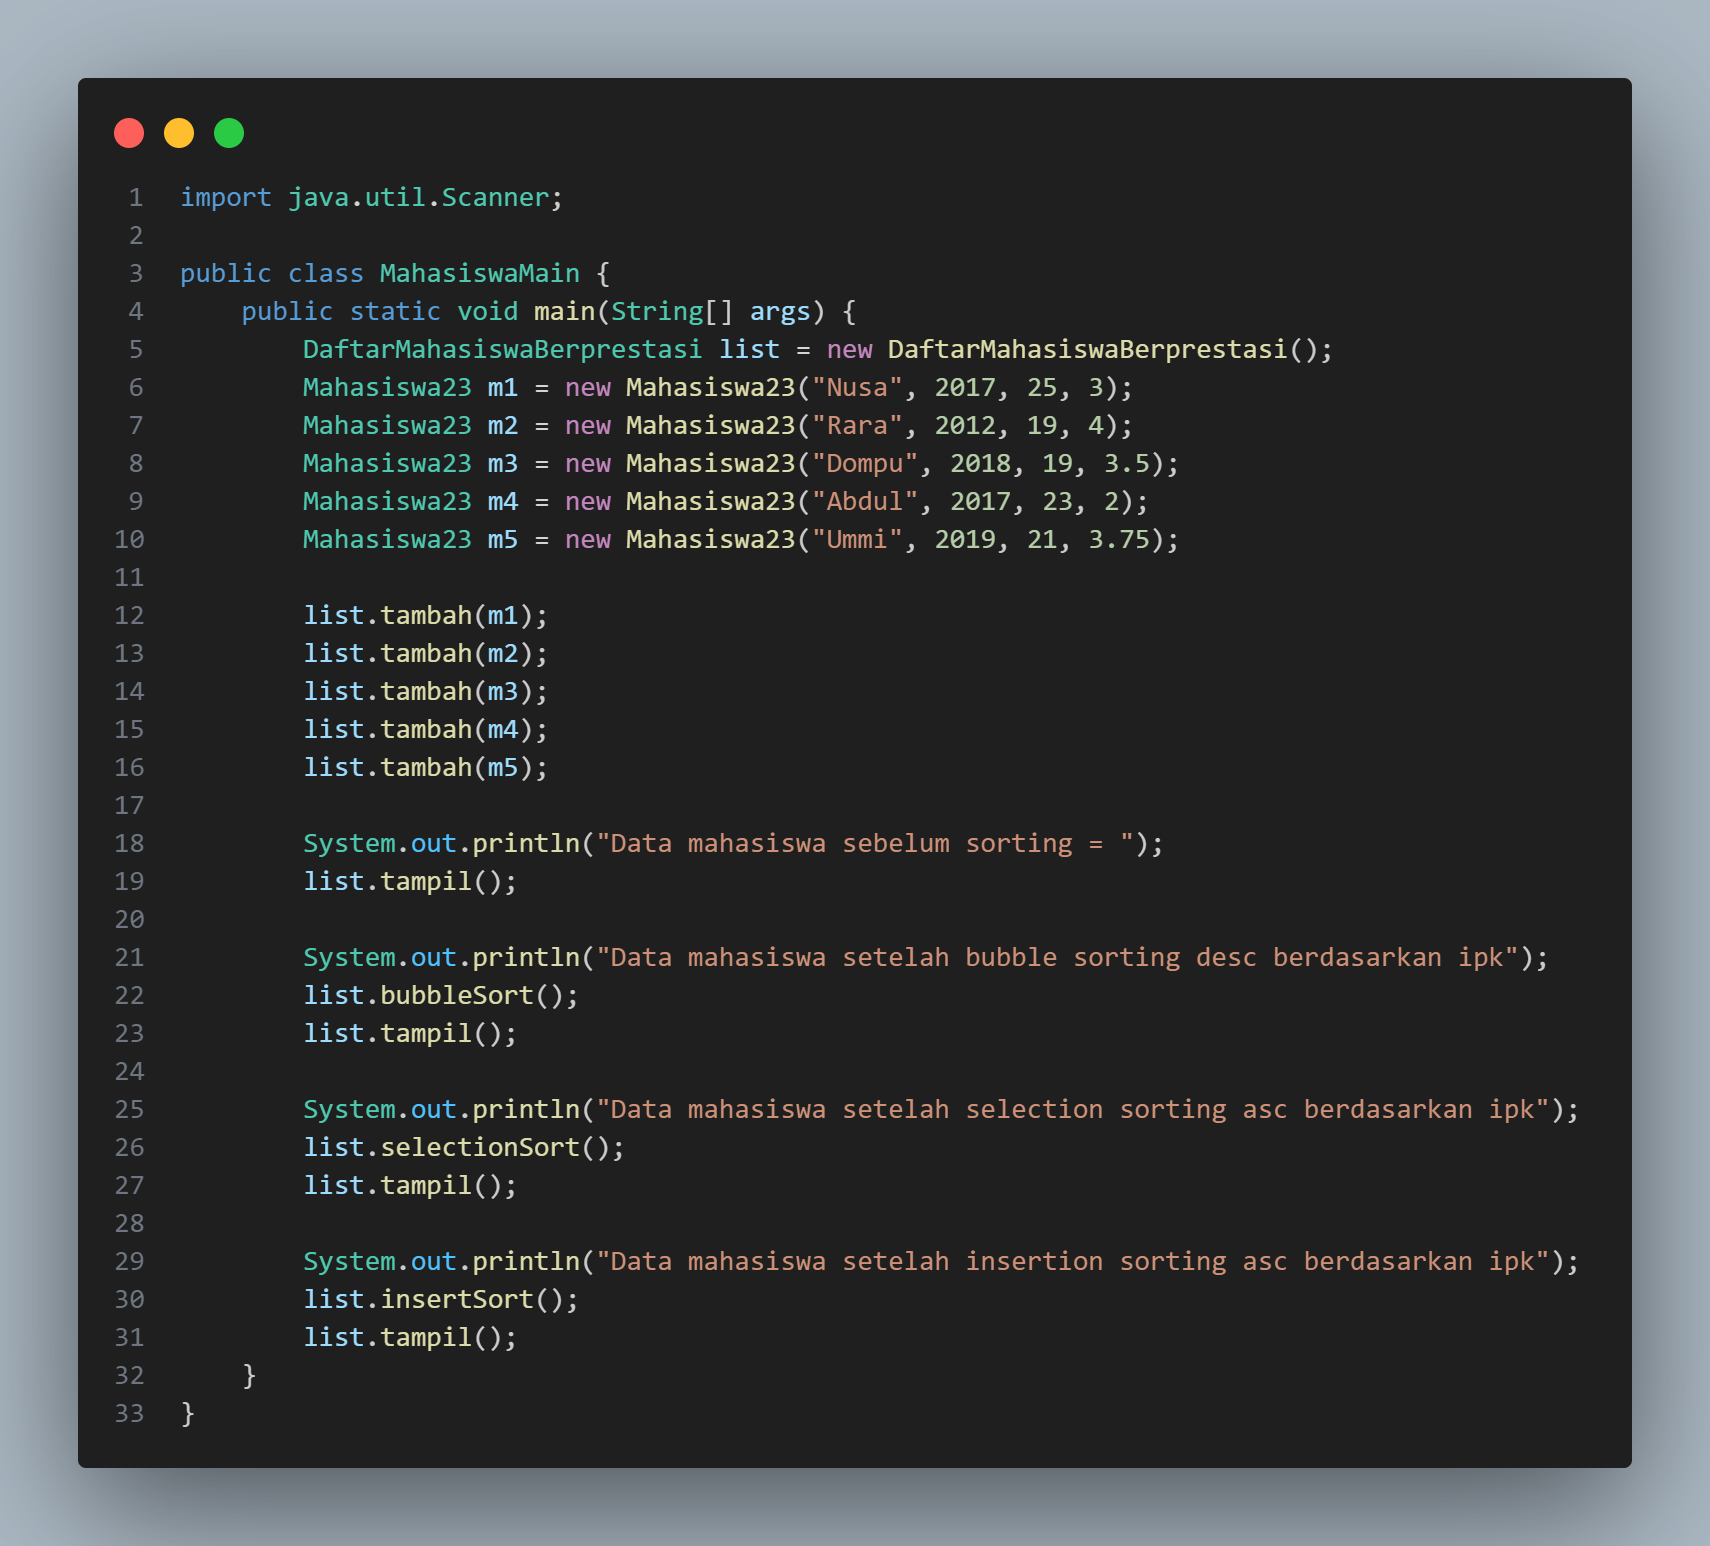 1 import java.util.Scanner;
2
3 public class MahasiswaMain {
4     public static void main(String[] args) {
5         DaftarMahasiswaBerprestasi list = new DaftarMahasiswaBerprestasi();
6         Mahasiswa23 m1 = new Mahasiswa23("Nusa", 2017, 25, 3);
7         Mahasiswa23 m2 = new Mahasiswa23("Rara", 2012, 19, 4);
8         Mahasiswa23 m3 = new Mahasiswa23("Dompu", 2018, 19, 3.5);
9         Mahasiswa23 m4 = new Mahasiswa23("Abdul", 2017, 23, 2);
10         Mahasiswa23 m5 = new Mahasiswa23("Ummi", 2019, 21, 3.75);
11
12         list.tambah(m1);
13         list.tambah(m2);
14         list.tambah(m3);
15         list.tambah(m4);
16         list.tambah(m5);
17
18         System.out.println("Data mahasiswa sebelum sorting = ");
19         list.tampil();
20
21         System.out.println("Data mahasiswa setelah bubble sorting desc berdasarkan ipk");
22         list.bubbleSort();
23         list.tampil();
24
25         System.out.println("Data mahasiswa setelah selection sorting asc berdasarkan ipk");
26         list.selectionSort();
27         list.tampil();
28
29         System.out.println("Data mahasiswa setelah insertion sorting asc berdasarkan ipk");
30         list.insertSort();
31         list.tampil();
32     }
33 }